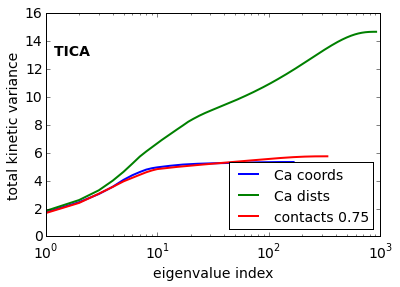 16
14
12
10
8
6
4
2
0
total kinetic variance
TICA
Ca coords
Ca dists
contacts 0.75
10^0 10^1 10^2 10^3
eigenvalue index